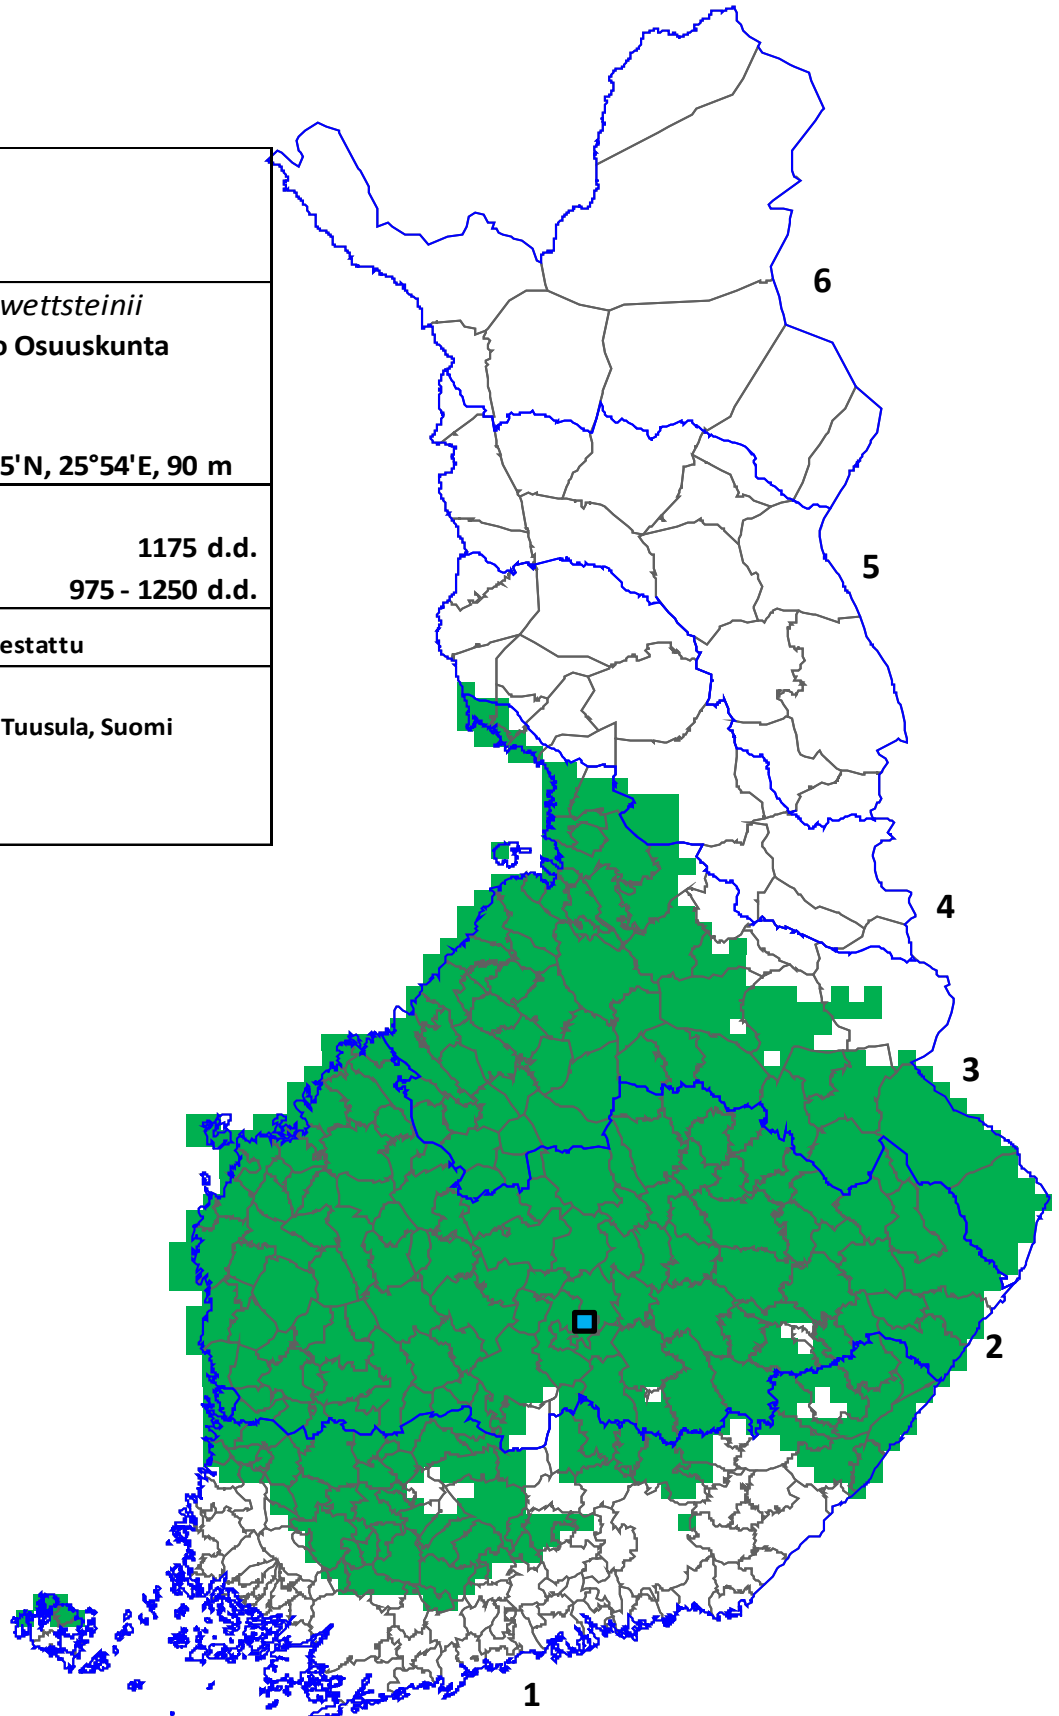 wettsteinii
Osuuskunta
5'N, 25°54'E, 90 m
1175 d.d.
975 - 1250 d.d.
estattu
Tuusula, Suomi
6
5
4
3
2
1